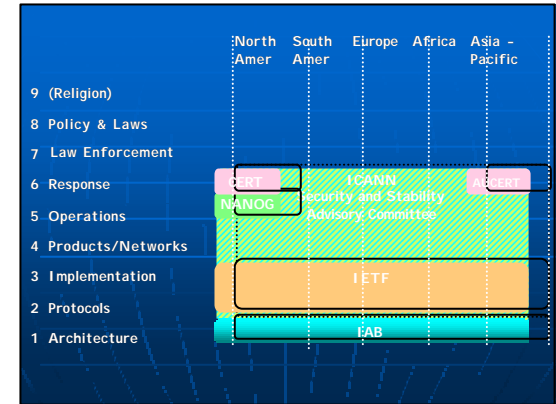 North South Europe Africa Asia –
Amer Amer Pacific
9 (Religion)
8 Policy & Laws
7 Law Enforcement
6 Response
CERT ICANN AUCERT
NANOG Security and Stability
5 Operations
Advisory Committee
4 Products/Networks
3 Implementation
IETF
2 Protocols
1 Architecture
IAB